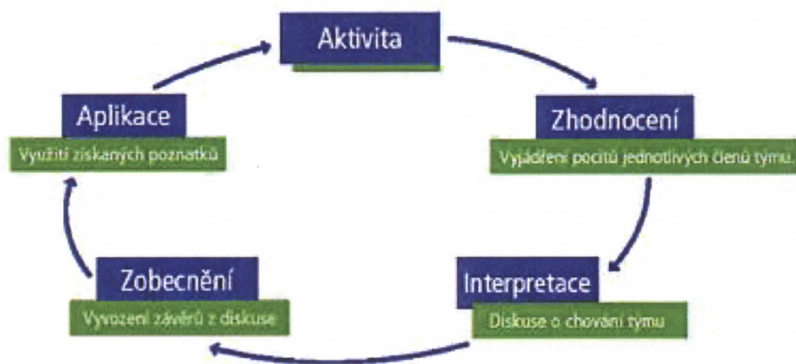 Aktivita
Zhodnocení
Vyjádření pocitů jednotlivých členů týmu.
Interpretace
Diskuse o chování týmu
Zobecnění
Vyvození závěrů z diskuse
Aplikace
Využití získaných poznatků